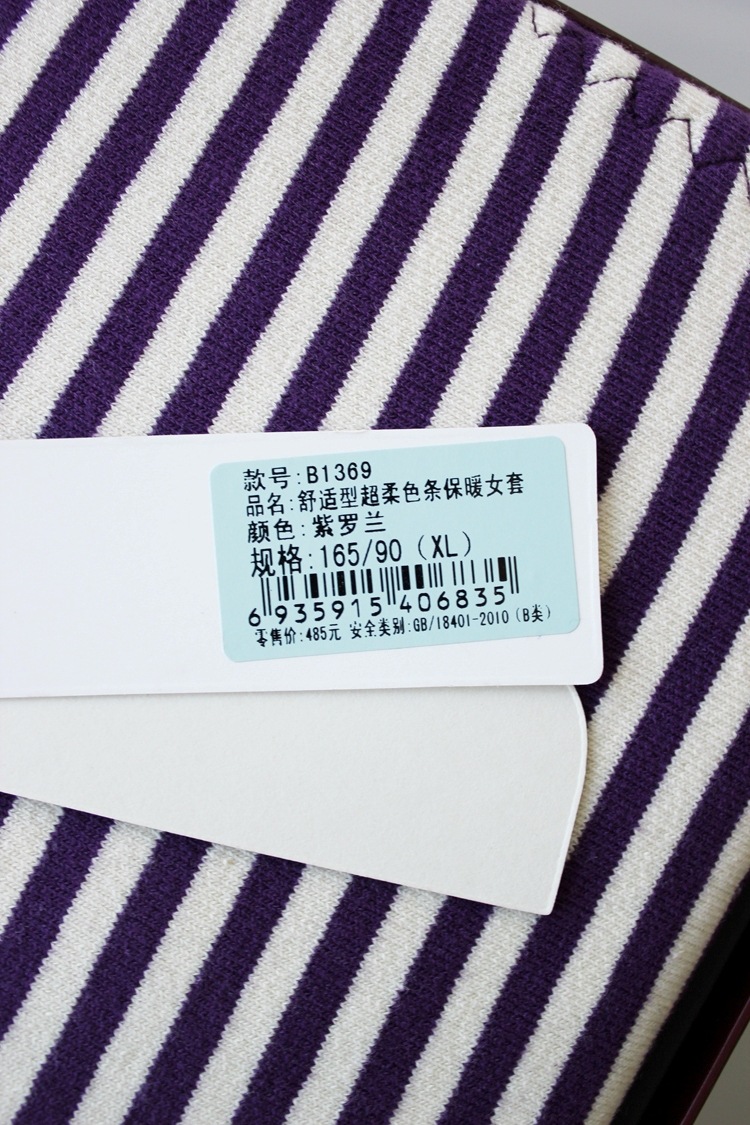 款号:B1369
品名:舒适型超柔色条保暖女套
颜色:紫罗兰
规格:165/90（XL）
6 935915 406835
零售价:485元 安全类别:GB/18401-2010（B类）